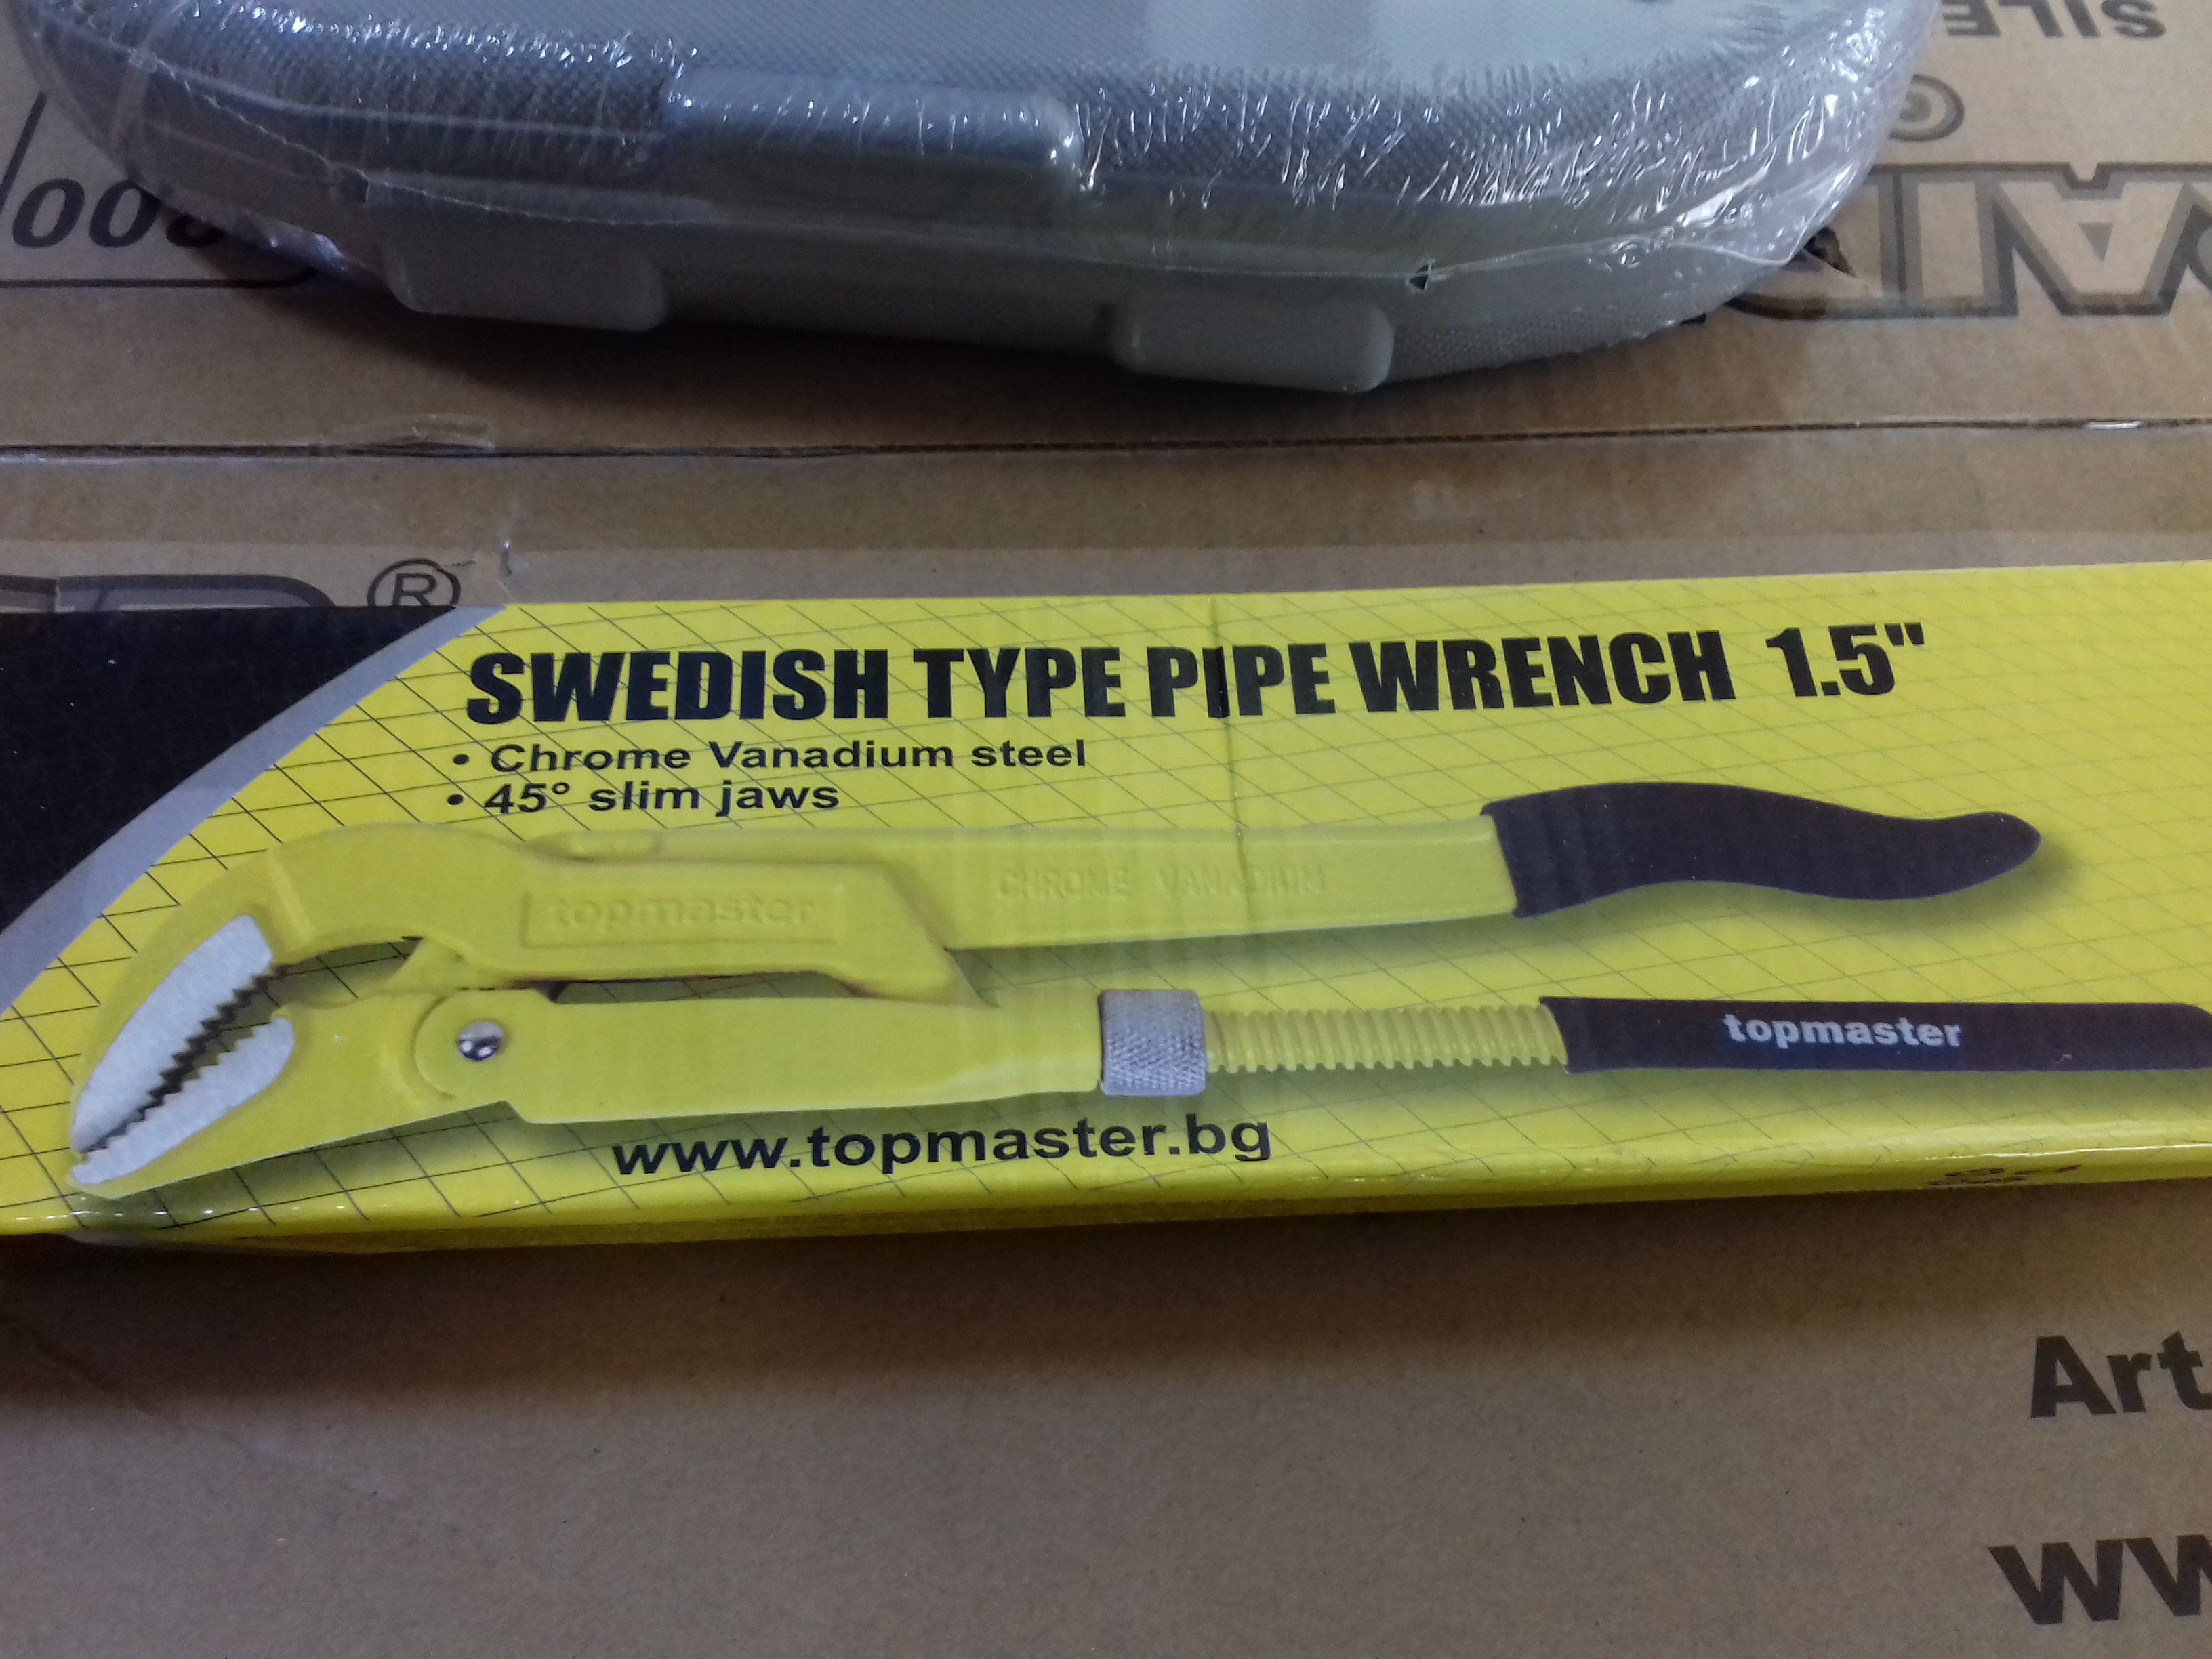 ®
SWEDISH TYPE PIPE WRENCH 1.5"
• Chrome Vanadium steel
• 45° slim jaws
topmaster
CHROME VANADIUM
topmaster
www.topmaster.bg
Art